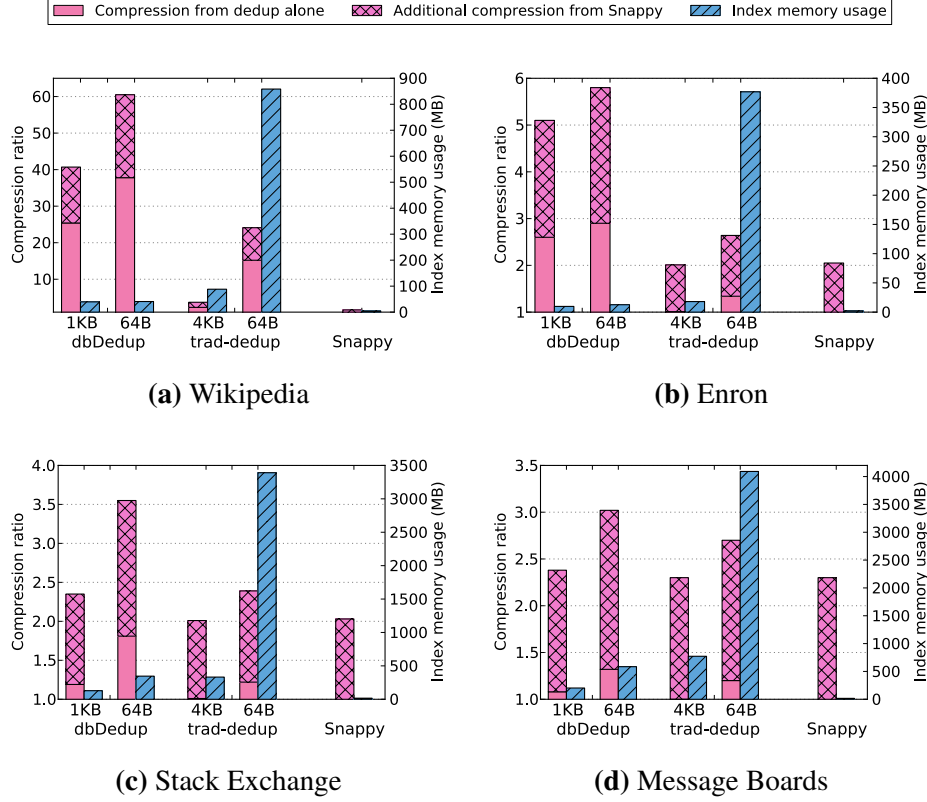 Compression from dedup alone Additional compression from Snappy Index memory usage
Compression ratio
60
50
40
30
20
10
900
800
700
600
500
400
300
200
100
0
Index memory usage (MB)
1KB 64B 4KB 64B
dbDedup trad-dedup Snappy
(a) Wikipedia
Compression ratio
6
5
4
3
2
1
400
350
300
250
200
150
100
50
0
Index memory usage (MB)
1KB 64B 4KB 64B
dbDedup trad-dedup Snappy
(b) Enron
Compression ratio
4.0
3.5
3.0
2.5
2.0
1.5
1.0
3500
3000
2500
2000
1500
1000
500
0
Index memory usage (MB)
1KB 64B 4KB 64B
dbDedup trad-dedup Snappy
(c) Stack Exchange
Compression ratio
3.5
3.0
2.5
2.0
1.5
1.0
4000
3500
3000
2500
2000
1500
1000
500
0
Index memory usage (MB)
1KB 64B 4KB 64B
dbDedup trad-dedup Snappy
(d) Message Boards